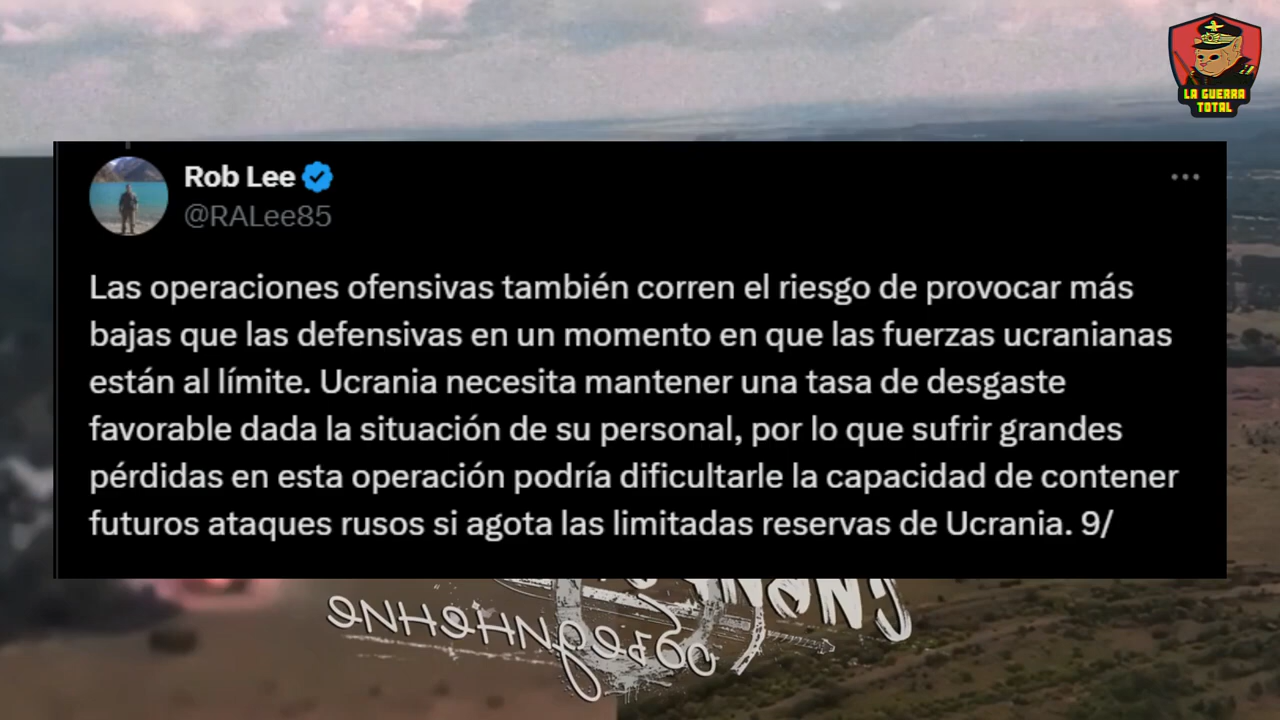 LA GUERRA
TOTAL
Rob Lee
@RALee85
Las operaciones ofensivas también corren el riesgo de provocar más
bajas que las defensivas en un momento en que las fuerzas ucranianas
están al límite. Ucrania necesita mantener una tasa de desgaste
favorable dada la situación de su personal, por lo que sufrir grandes
pérdidas en esta operación podría dificultarle la capacidad de contener
futuros ataques rusos si agota las limitadas reservas de Ucrania. 9/
объединение